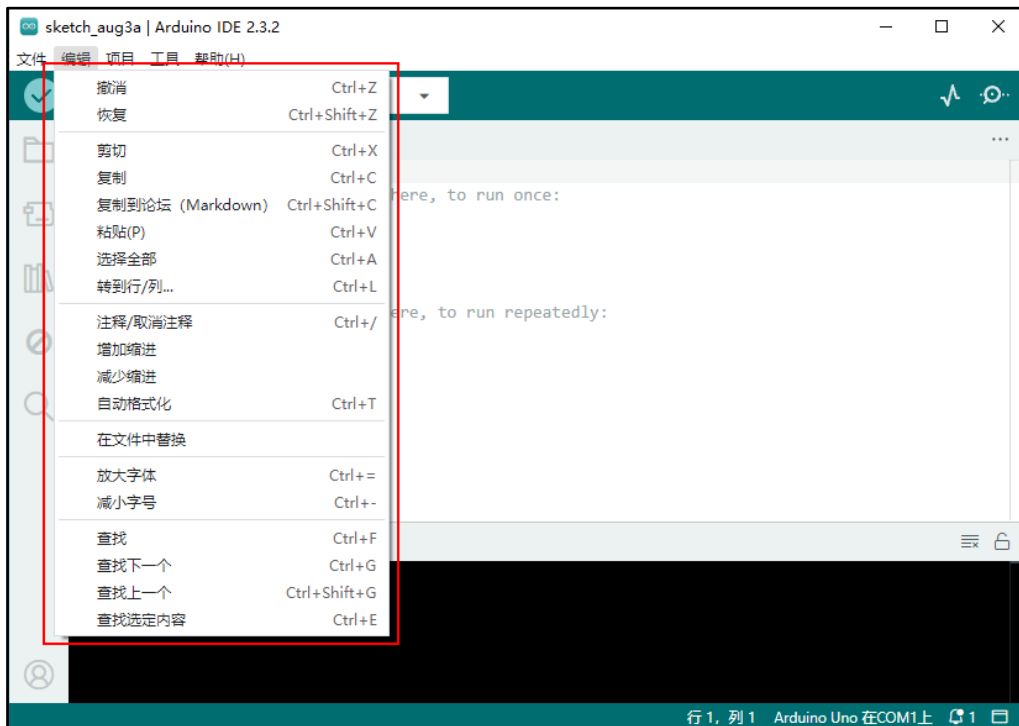 sketch_aug3a | Arduino IDE 2.3.2
文件 编辑 项目 工具 帮助(H)
撤消 Ctrl+Z
恢复 Ctrl+Shift+Z
剪切 Ctrl+X
复制 Ctrl+C
here, to run once:
复制到论坛（Markdown） Ctrl+Shift+C
粘贴(P) Ctrl+V
选择全部 Ctrl+A
转到行/列... Ctrl+L
ere, to run repeatedly:
注释/取消注释 Ctrl+/
增加缩进
减少缩进
自动格式化 Ctrl+T
在文件中替换
放大字体 Ctrl+=
减小字号 Ctrl+-
查找 Ctrl+F
查找下一个 Ctrl+G
查找上一个 Ctrl+Shift+G
查找选定内容 Ctrl+E
行 1，列 1 Arduino Uno 在COM1上 1